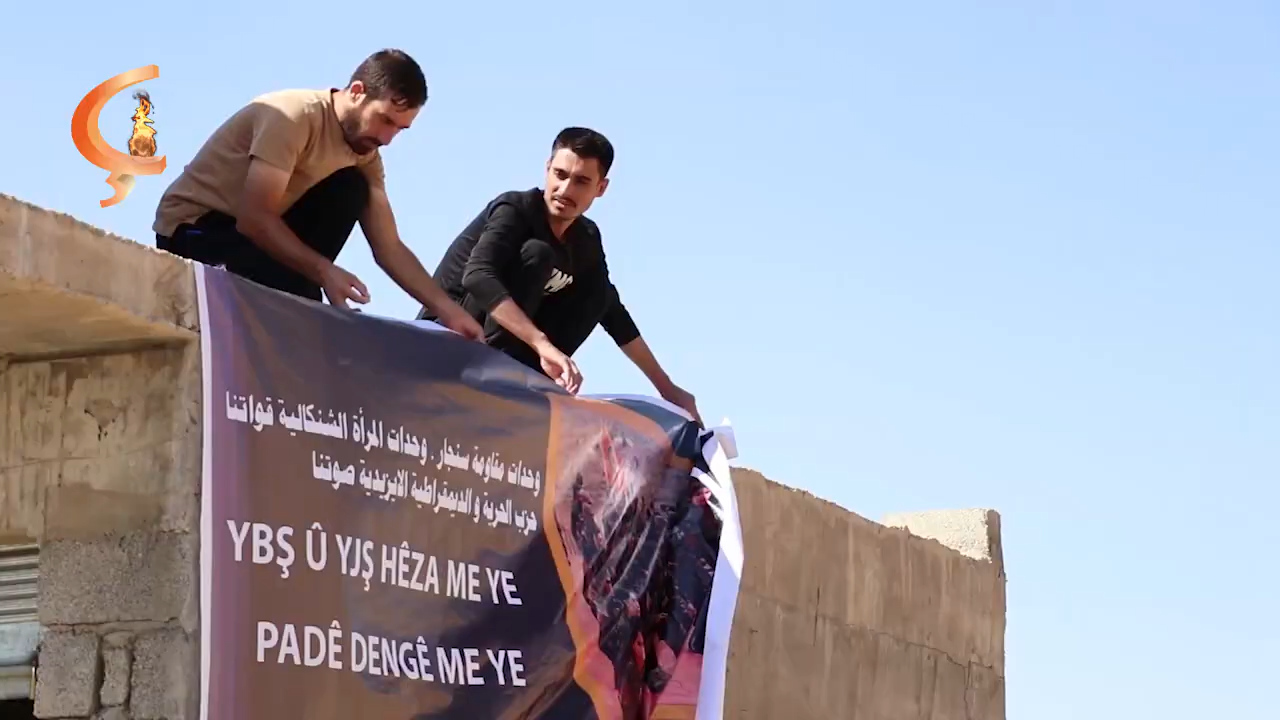 وحدات مقاومة سنجار . وحدات المرأة الشنكالية قواتنا
حزب الحرية و الديمقراطية الايزيدية صوتنا
YBŞ Û YJŞ HÊZA ME YE
PADÊ DENGÊ ME YE